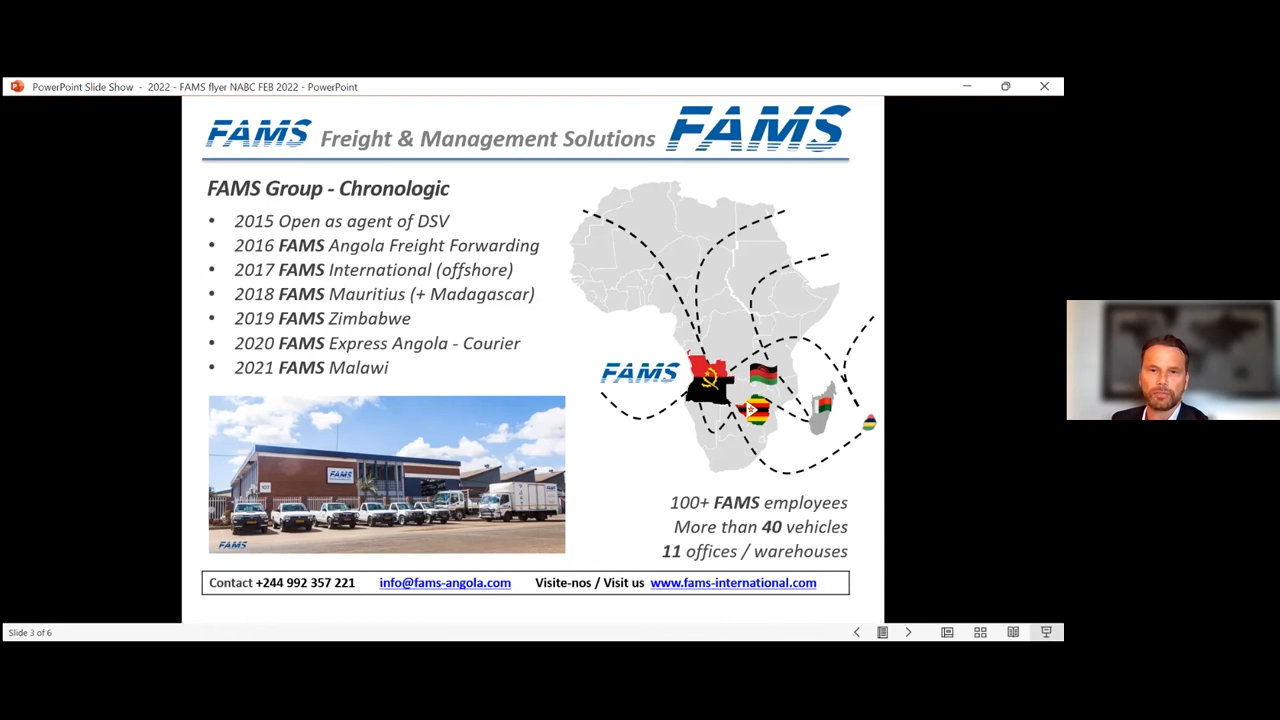 PowerPoint Slide Show - 2022 - FAMS flyer NABC FEB 2022 - PowerPoint
FAMS Freight & Management Solutions FAMS
FAMS Group - Chronologic
• 2015 Open as agent of DSV
• 2016 FAMS Angola Freight Forwarding
• 2017 FAMS International (offshore)
• 2018 FAMS Mauritius (+ Madagascar)
• 2019 FAMS Zimbabwe
• 2020 FAMS Express Angola - Courier
• 2021 FAMS Malawi
FAMS
FAMS
107
FAMS
100+ FAMS employees
More than 40 vehicles
11 offices / warehouses
Contact +244 992 357 221 info@fams-angola.com Visite-nos / Visit us www.fams-international.com
Slide 3 of 6